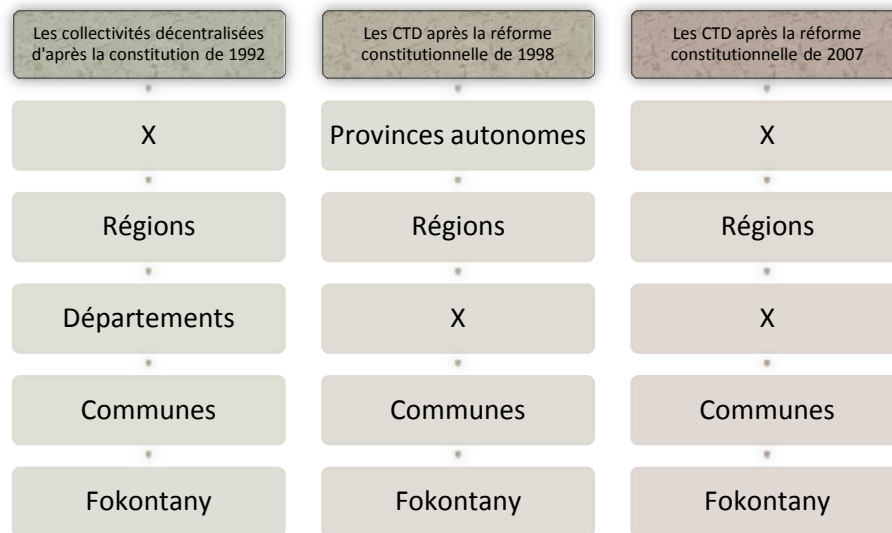 Les collectivités décentralisées
d'après la constitution de 1992
X
Régions
Départements
Communes
Fokontany
Les CTD après la réforme
constitutionnelle de 1998
Provinces autonomes
Régions
X
Communes
Fokontany
Les CTD après la réforme
constitutionnelle de 2007
X
Régions
X
Communes
Fokontany